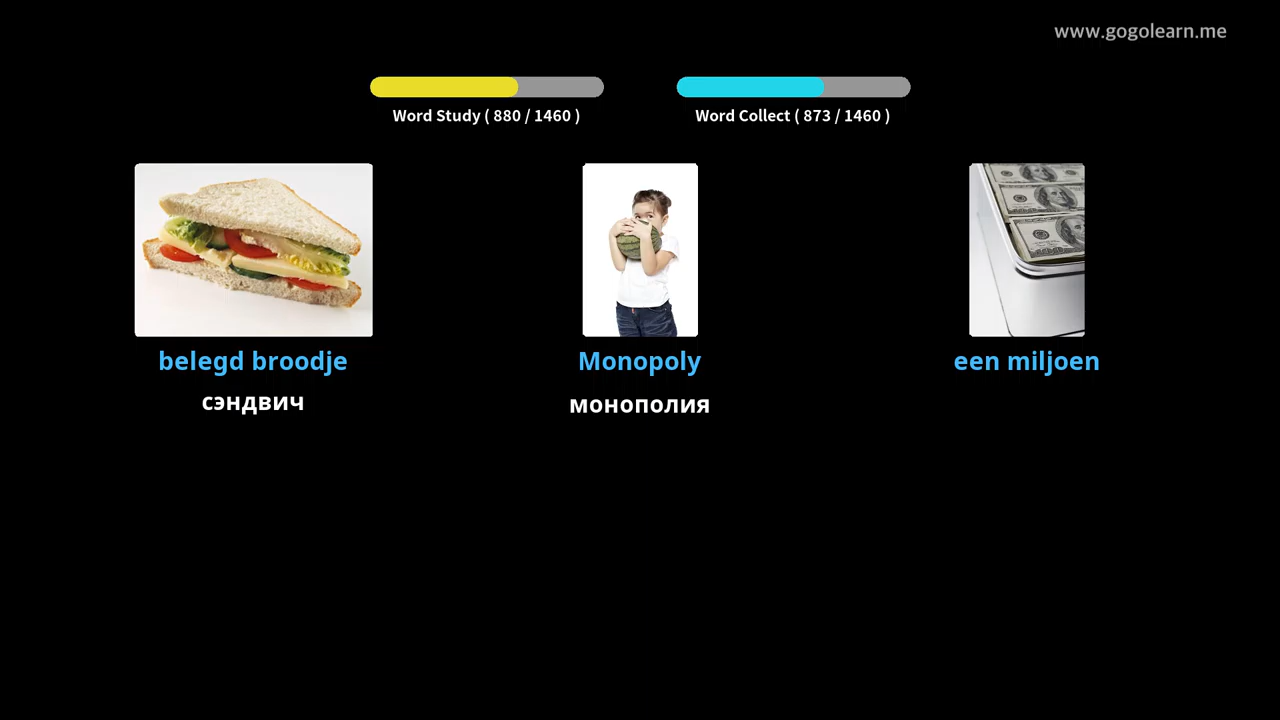 www.gogolearn.me
Word Study ( 880 / 1460 )
Word Collect ( 873 / 1460 )
belegd broodje
Monopoly
een miljoen
сэндвич
монополия